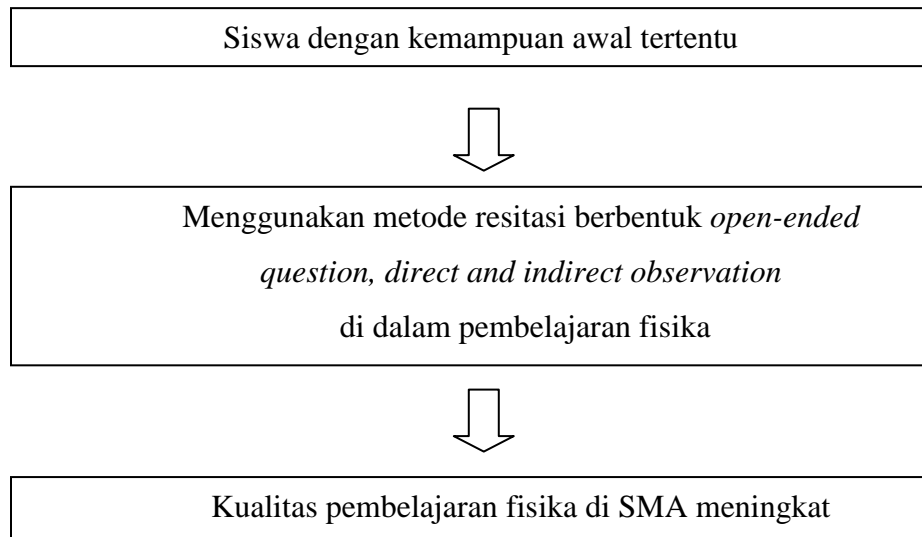 Siswa dengan kemampuan awal tertentu
Menggunakan metode resitasi berbentuk open-ended
question, direct and indirect observation
di dalam pembelajaran fisika
Kualitas pembelajaran fisika di SMA meningkat